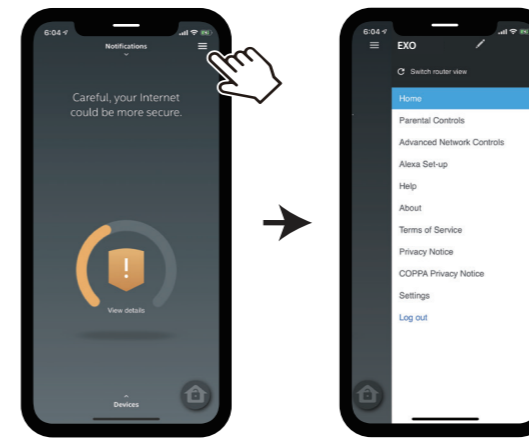 6:04
Notifications
Careful, your Internet
could be more secure.
!
View details
Devices
6:04
EXO
Switch router view
Home
Parental Controls
Advanced Network Controls
Alexa Set-up
Help
About
Terms of Service
Privacy Notice
COPPA Privacy Notice
Settings
Log out